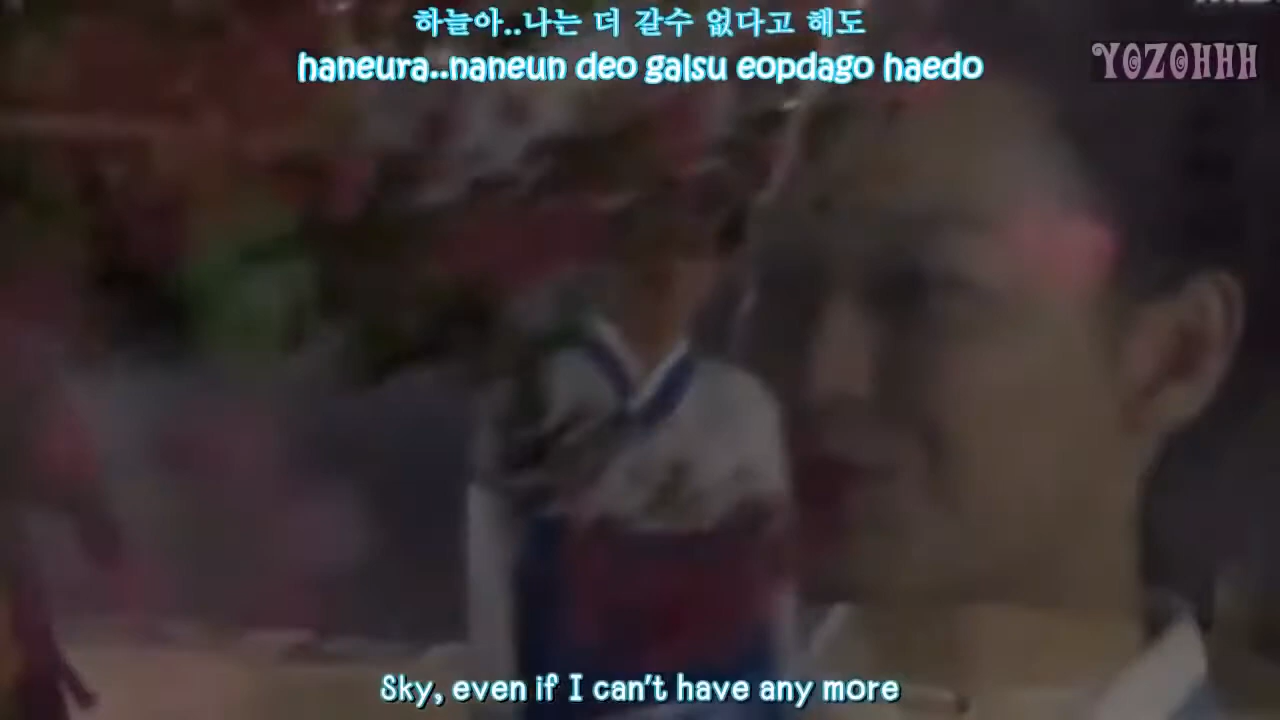 하늘아..나는 더 갈수 없다고 해도
haneura..naneun deo galsu eopdago haedo
YOZOHHH
Sky, even if I can't have any more